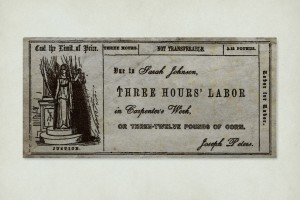 Cost the Limit of Price.
THREE HOURS.
NOT TRANSFERABLE.
Due to Sarah Johnson,
THREE HOURS' LABOR
in Carpenter's Work,
OR THREE-TWELVE POUNDS OF CORN.
Joseph Peters.
JUSTICE.
Labor for Labor.